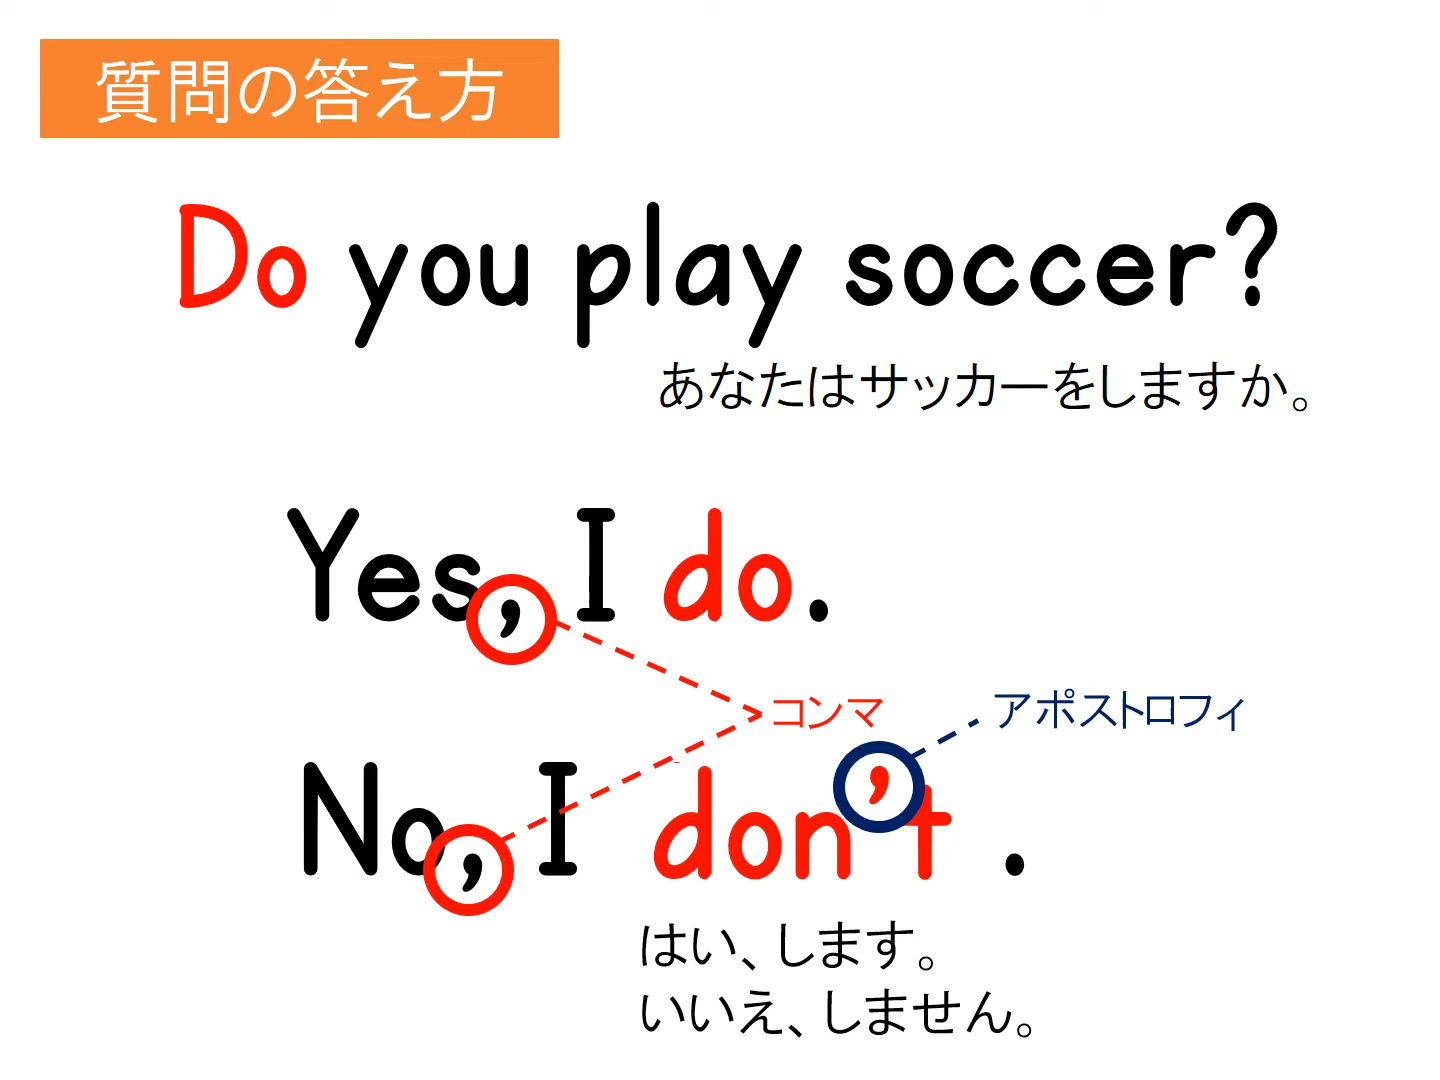 質問の答え方
Do you play soccer?
あなたはサッカーをしますか。
Yes, I do.
コンマ
アポストロフィ
No, I don't .
はい、します。
いいえ、しません。